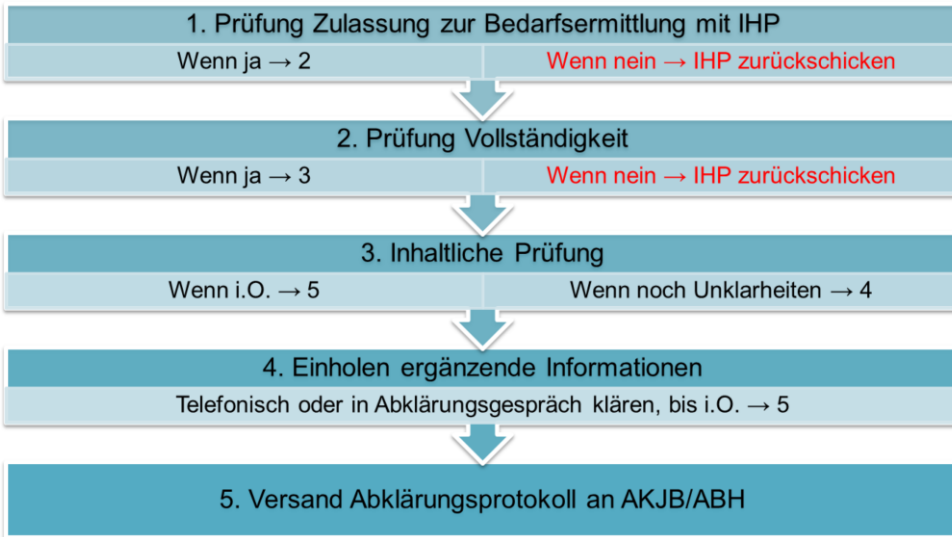 1. Prüfung Zulassung zur Bedarfsermittlung mit IHP
Wenn ja → 2
Wenn nein → IHP zurückschicken
2. Prüfung Vollständigkeit
Wenn ja → 3
Wenn nein → IHP zurückschicken
3. Inhaltliche Prüfung
Wenn i.O. → 5
Wenn noch Unklarheiten → 4
4. Einholen ergänzende Informationen
Telefonisch oder in Abklärungsgespräch klären, bis i.O. → 5
5. Versand Abklärungsprotokoll an AKJB/ABH